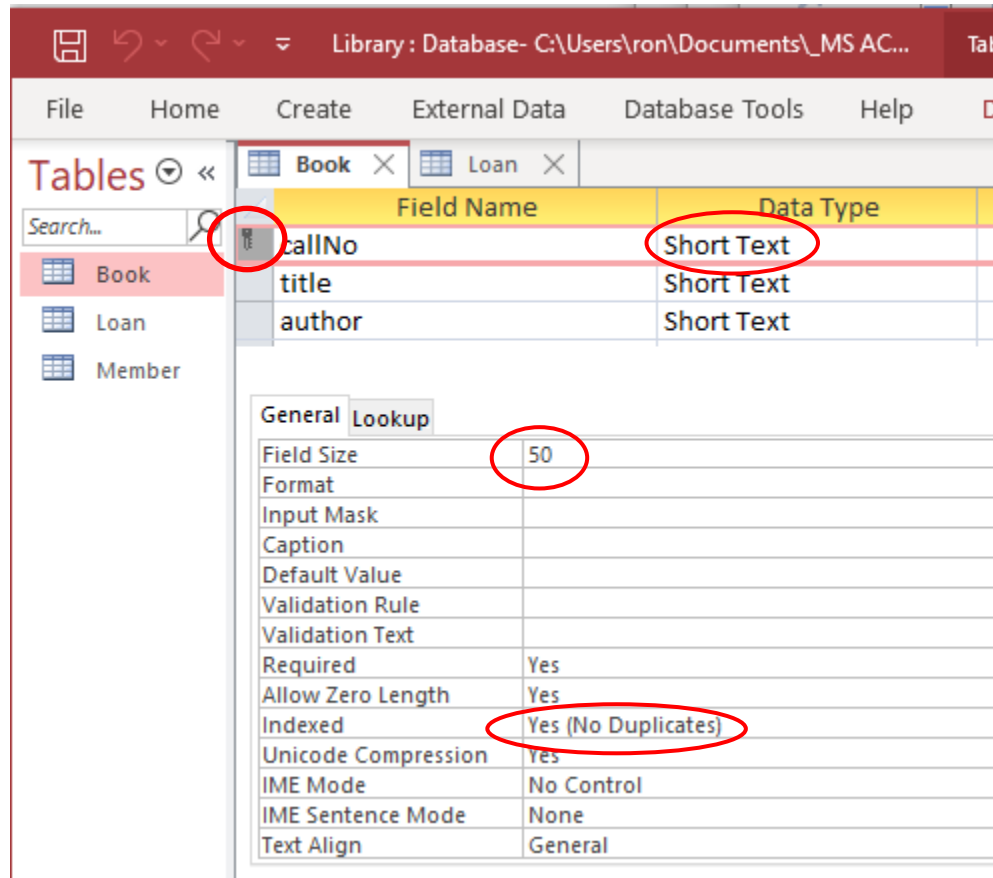 Library : Database- C:\Users\ron\Documents\_MS AC...
File Home Create External Data Database Tools Help
Tables
Search...
Book
Loan
Member
Book Loan
Field Name Data Type
callNo Short Text
title Short Text
author Short Text
General Lookup
Field Size 50
Format
Input Mask
Caption
Default Value
Validation Rule
Validation Text
Required Yes
Allow Zero Length Yes
Indexed Yes (No Duplicates)
Unicode Compression Yes
IME Mode No Control
IME Sentence Mode None
Text Align General